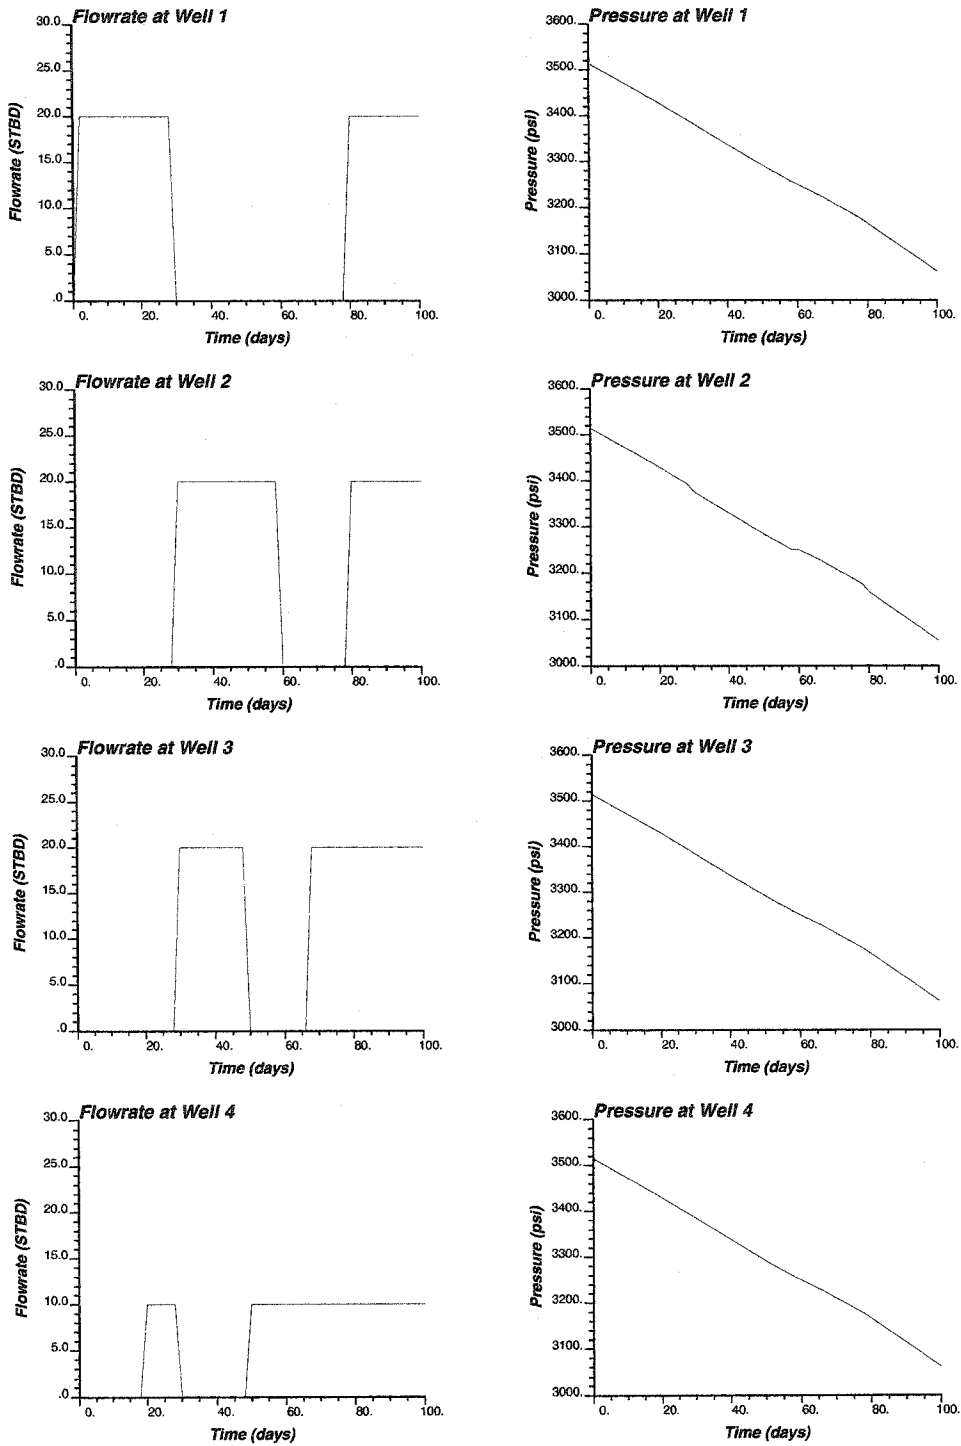 Flowrate at Well 1
30.0
25.0
20.0
15.0
10.0
5.0
.0
0. 20. 40. 60. 80. 100.
Time (days)
Flowrate (STBD)
Pressure at Well 1
3600.
3500.
3400.
3300.
3200.
3100.
3000.
0. 20. 40. 60. 80. 100.
Time (days)
Pressure (psi)
Flowrate at Well 2
30.0
25.0
20.0
15.0
10.0
5.0
.0
0. 20. 40. 60. 80. 100.
Time (days)
Flowrate (STBD)
Pressure at Well 2
3600.
3500.
3400.
3300.
3200.
3100.
3000.
0. 20. 40. 60. 80. 100.
Time (days)
Pressure (psi)
Flowrate at Well 3
30.0
25.0
20.0
15.0
10.0
5.0
.0
0. 20. 40. 60. 80. 100.
Time (days)
Flowrate (STBD)
Pressure at Well 3
3600.
3500.
3400.
3300.
3200.
3100.
3000.
0. 20. 40. 60. 80. 100.
Time (days)
Pressure (psi)
Flowrate at Well 4
30.0
25.0
20.0
15.0
10.0
5.0
.0
0. 20. 40. 60. 80. 100.
Time (days)
Flowrate (STBD)
Pressure at Well 4
3600.
3500.
3400.
3300.
3200.
3100.
3000.
0. 20. 40. 60. 80. 100.
Time (days)
Pressure (psi)